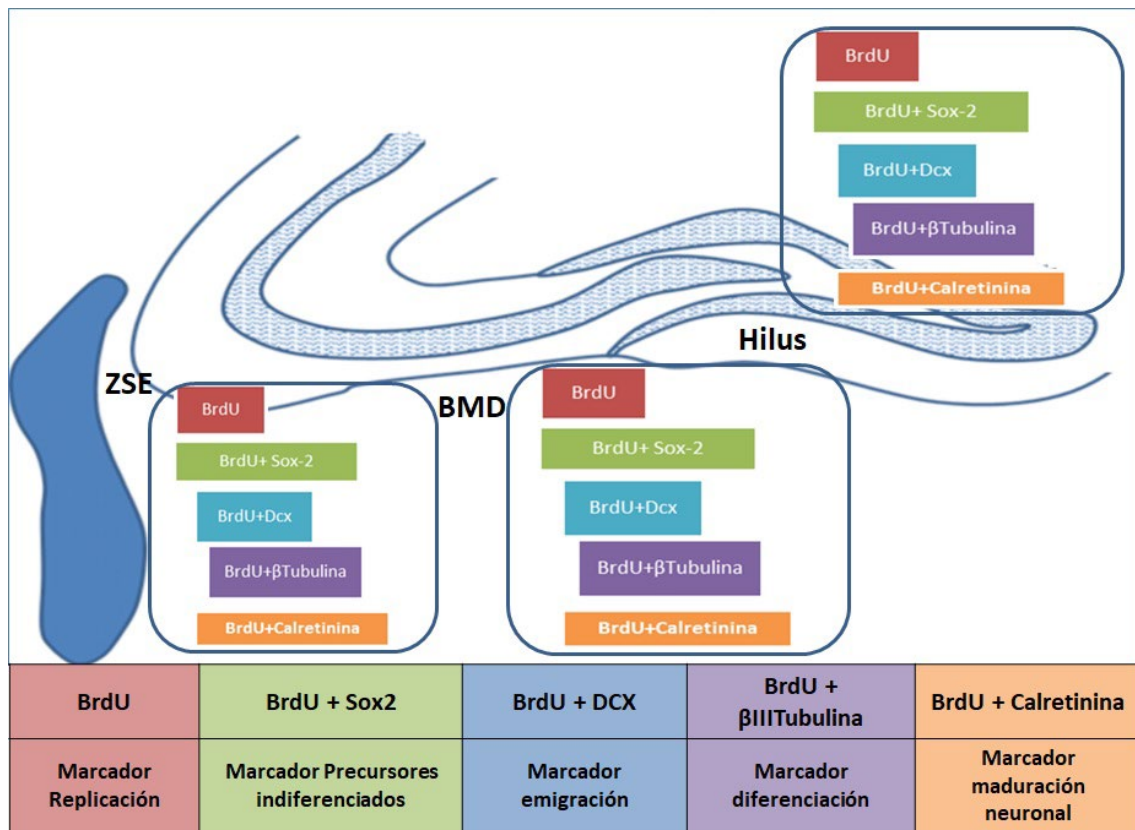 BrdU
BrdU+ Sox-2
BrdU+Dcx
BrdU+βTubulina
BrdU+Calretinina
Hilus
ZSE
BrdU
BrdU+ Sox-2
BrdU+Dcx
BrdU+βTubulina
BrdU+Calretinina
BMD
BrdU
BrdU+ Sox-2
BrdU+Dcx
BrdU+βTubulina
BrdU+Calretinina
BrdU
BrdU + Sox2
BrdU + DCX
BrdU +
βIIITubulina
BrdU + Calretinina
Marcador
Replicación
Marcador Precursores
indiferenciados
Marcador
emigración
Marcador
diferenciación
Marcador
maduración
neuronal